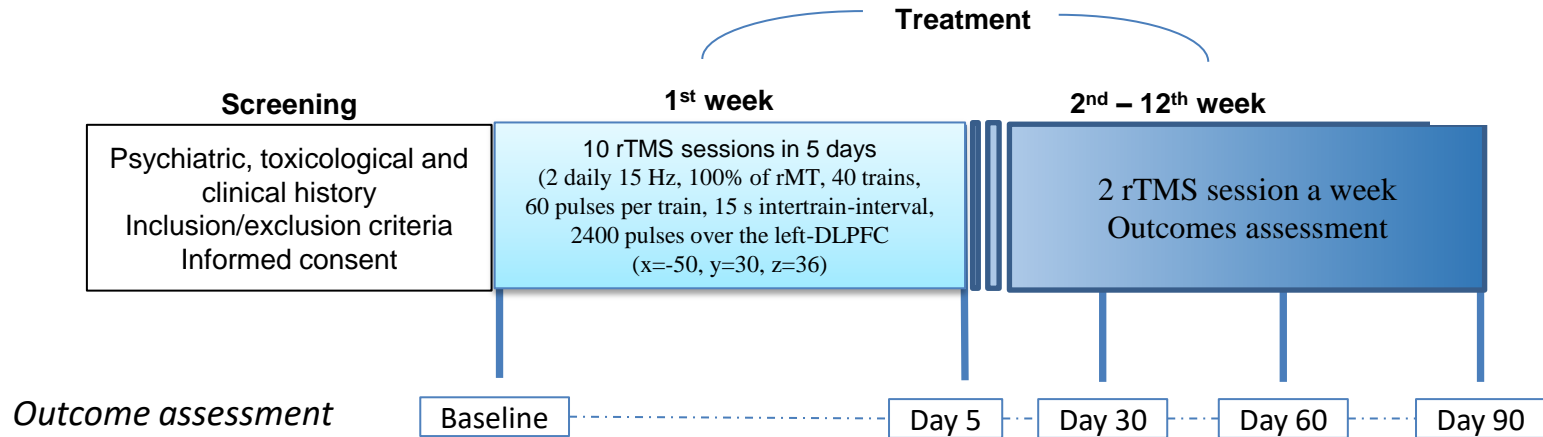 Treatment
Screening
1st week
2nd – 12th week
Psychiatric, toxicological and
clinical history
Inclusion/exclusion criteria
Informed consent
10 rTMS sessions in 5 days
(2 daily 15 Hz, 100% of rMT, 40 trains,
60 pulses per train, 15 s intertrain-interval,
2400 pulses over the left-DLPFC
(x=-50, y=30, z=36)
2 rTMS session a week
Outcomes assessment
Outcome assessment
Baseline
Day 5
Day 30
Day 60
Day 90